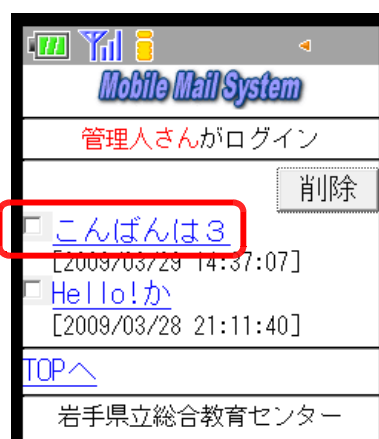 Mobile Mail System
管理人さんがログイン
削除
こんばんは３
[2009/03/29 14:37:07]
Hello!か
[2009/03/28 21:11:40]
TOPへ
岩手県立総合教育センター